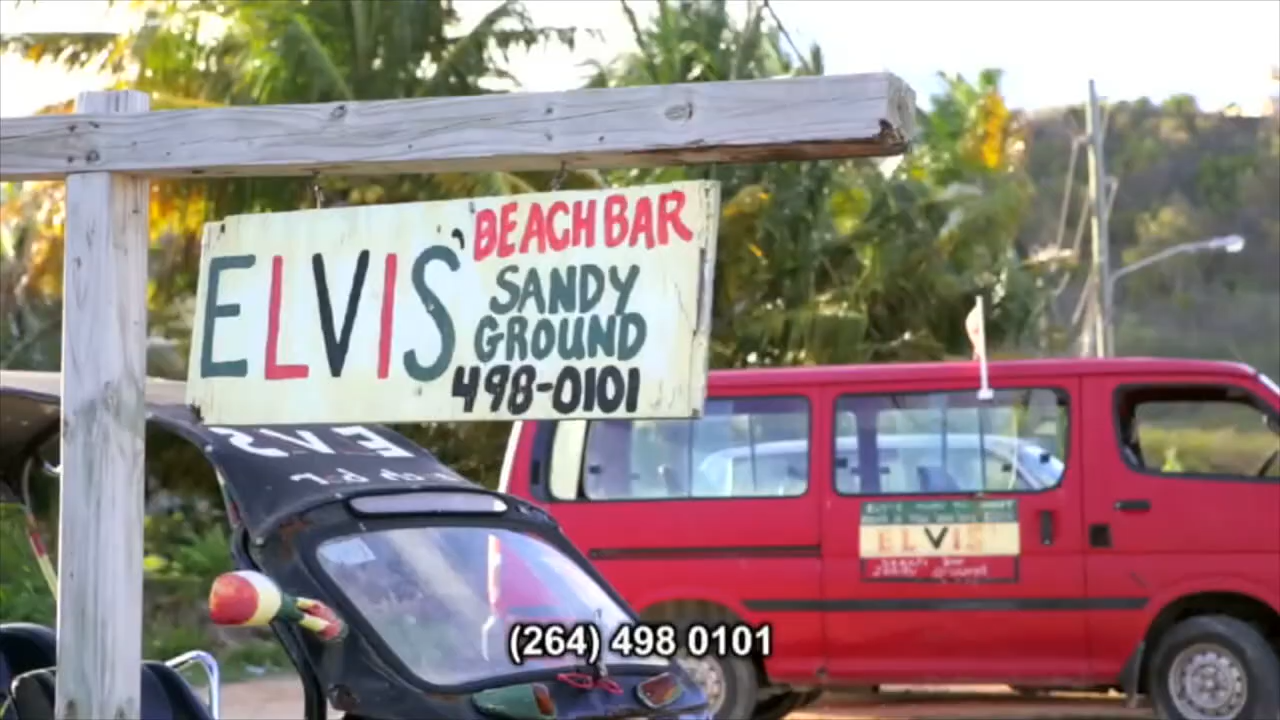 ELVIS'
BEACH BAR
SANDY
GROUND
498-0101
ELVIS
(264) 498 0101